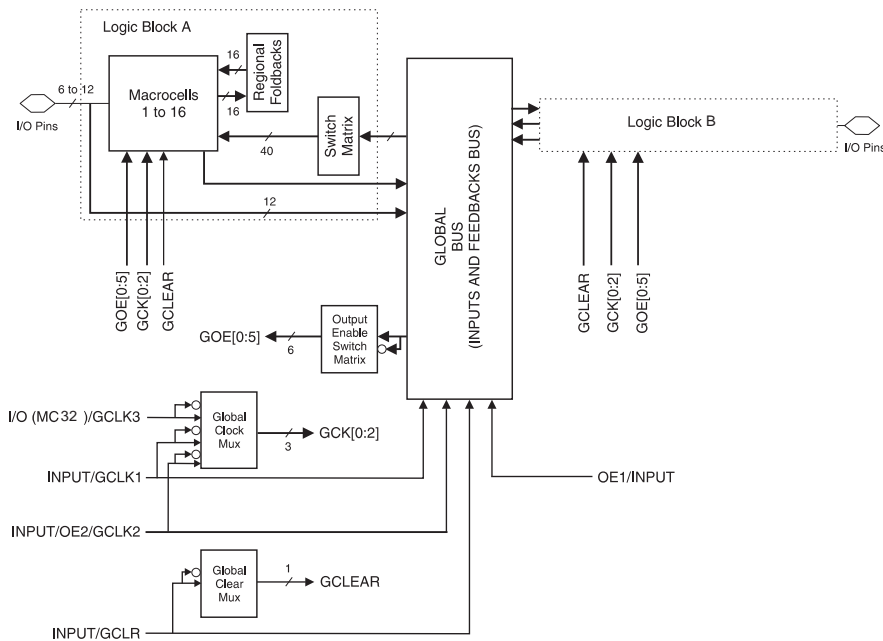 Logic Block A
6 to 12
I/O Pins
Macrocells
1 to 16
16
16
Regional
Foldbacks
40
Switch
Matrix
12
GOE[0:5]
GCK[0:2]
GCLEAR
GLOBAL
BUS
(INPUTS AND FEEDBACKS BUS)
Logic Block B
I/O Pins
GCLEAR
GCK[0:2]
GOE[0:5]
GOE[0:5]
6
Output
Enable
Switch
Matrix
I/O (MC32 )/GCLK3
Global
Clock
Mux
3
GCK[0:2]
INPUT/GCLK1
OE1/INPUT
INPUT/OE2/GCLK2
Global
Clear
Mux
1
GCLEAR
INPUT/GCLR